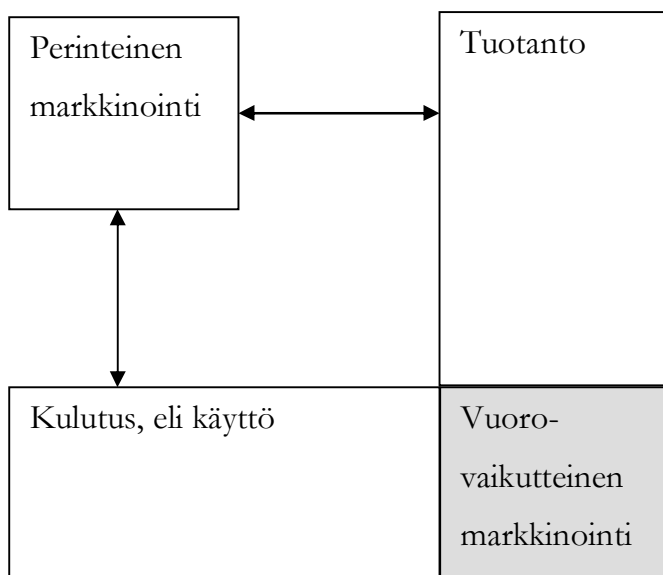 Perinteinen
markkinointi
Tuotanto
Kulutus, eli käyttö
Vuoro-
vaikutteinen
markkinointi